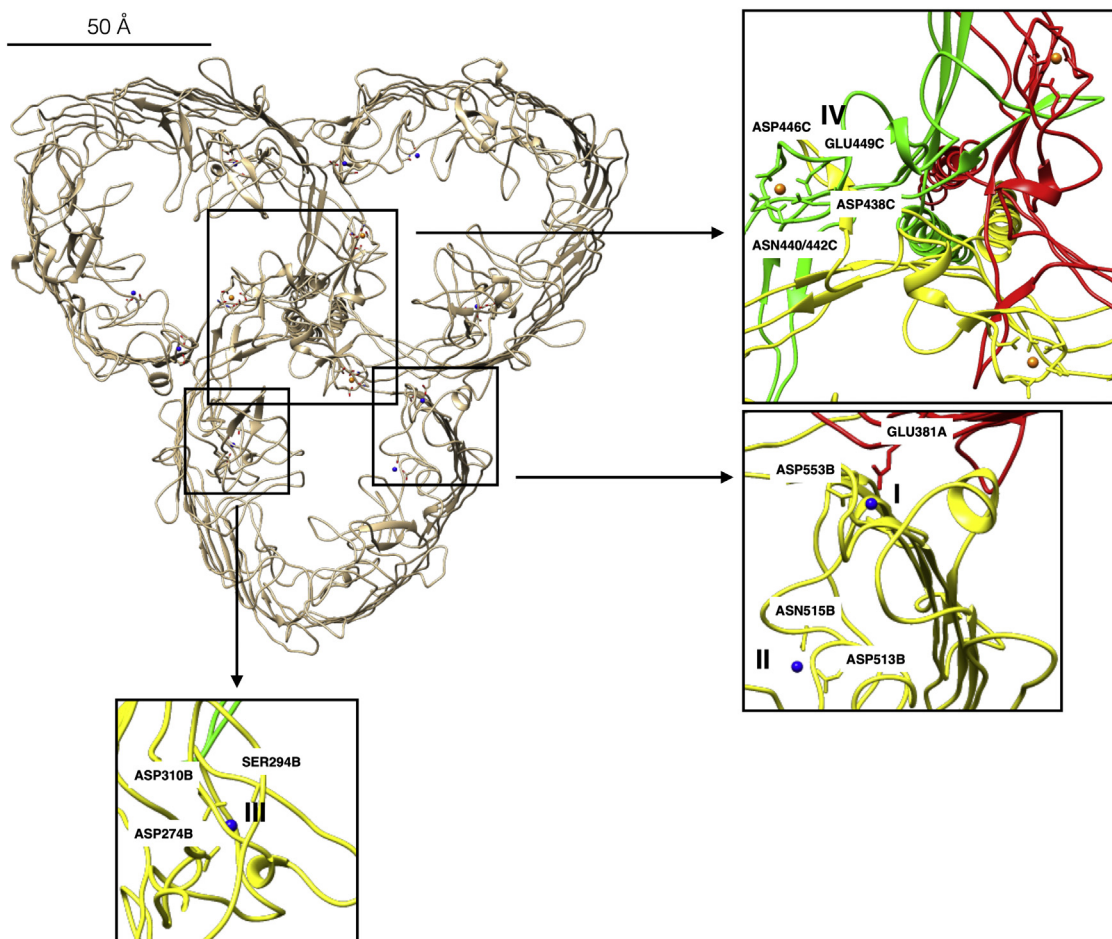 50 Å
IV
ASP446C
GLU449C
ASP438C
ASN440/442C
GLU381A
ASP553B
I
ASN515B
II
ASP513B
SER294B
ASP310B
III
ASP274B